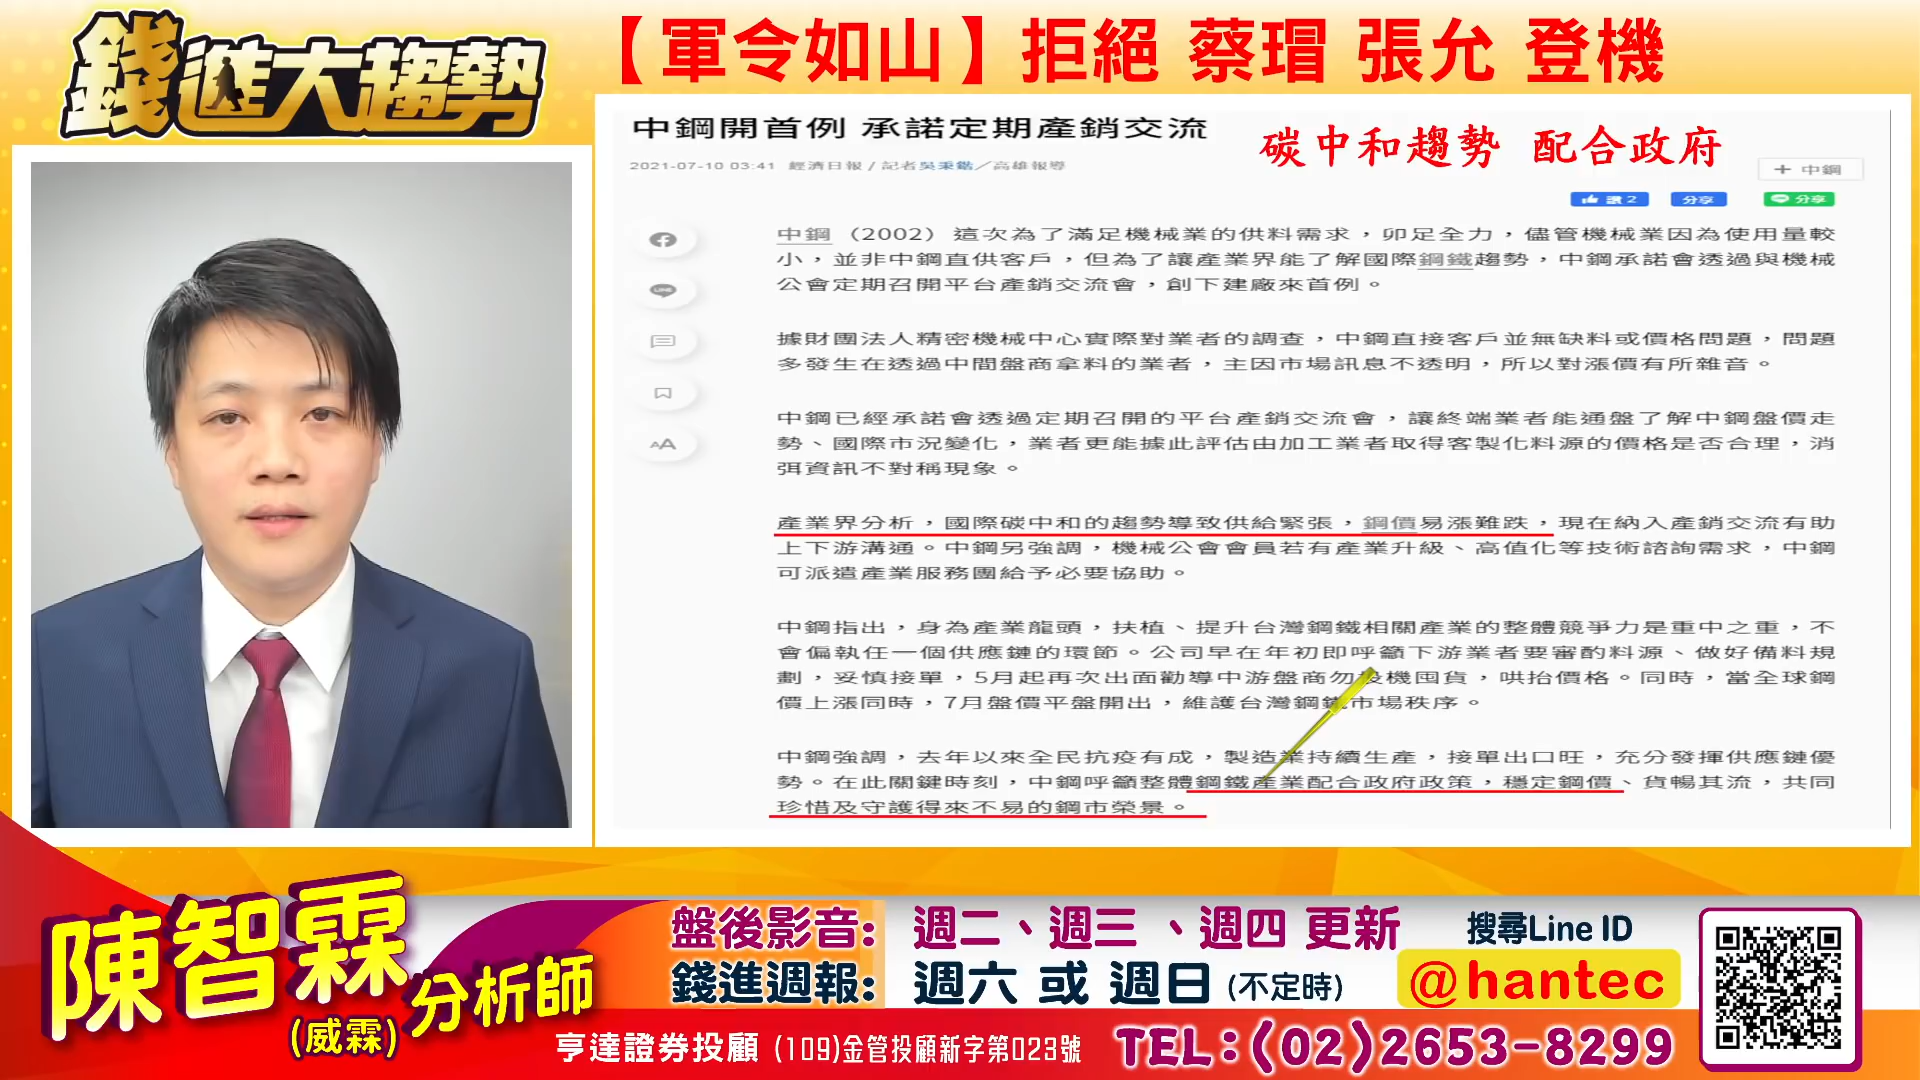 錢進大趨勢
【軍令如山】拒絕 蔡瑁 張允 登機
中鋼開首例 承諾定期產銷交流
碳中和趨勢 配合政府
2021-07-10 03:41 經濟日報 / 記者吳秉鍇／高雄報導
+ 中鋼
讚 2 分享 分享
中鋼（2002）這次為了滿足機械業的供料需求，卯足全力，儘管機械業因為使用量較
小，並非中鋼直供客戶，但為了讓產業界能了解國際鋼鐵趨勢，中鋼承諾會透過與機械
公會定期召開平台產銷交流會，創下建廠來首例。
據財團法人精密機械中心實際對業者的調查，中鋼直接客戶並無缺料或價格問題，問題
多發生在透過中間盤商拿料的業者，主因市場訊息不透明，所以對漲價有所雜音。
中鋼已經承諾會透過定期召開的平台產銷交流會，讓終端業者能通盤了解中鋼盤價走
勢、國際市況變化，業者更能據此評估由加工業者取得客製化料源的價格是否合理，消
弭資訊不對稱現象。
產業界分析，國際碳中和的趨勢導致供給緊張，鋼價易漲難跌，現在納入產銷交流有助
上下游溝通。中鋼另強調，機械公會會員若有產業升級、高值化等技術諮詢需求，中鋼
可派遣產業服務團給予必要協助。
中鋼指出，身為產業龍頭，扶植、提升台灣鋼鐵相關產業的整體競爭力是重中之重，不
會偏執任一個供應鏈的環節。公司早在年初即呼籲下游業者要審酌料源、做好備料規
劃，妥慎接單，5月起再次出面勸導中游盤商勿投機囤貨，哄抬價格。同時，當全球鋼
價上漲同時，7月盤價平盤開出，維護台灣鋼鐵市場秩序。
中鋼強調，去年以來全民抗疫有成，製造業持續生產，接單出口旺，充分發揮供應鏈優
勢。在此關鍵時刻，中鋼呼籲整體鋼鐵產業配合政府政策，穩定鋼價、貨暢其流，共同
珍惜及守護得來不易的鋼市榮景。
LINE
AA
陳智霖
(威霖)
分析師
盤後影音: 週二、週三 、週四 更新
錢進週報: 週六 或 週日 (不定時)
搜尋Line ID
@hantec
亨達證券投顧 (109)金管投顧新字第023號
TEL:(02)2653-8299